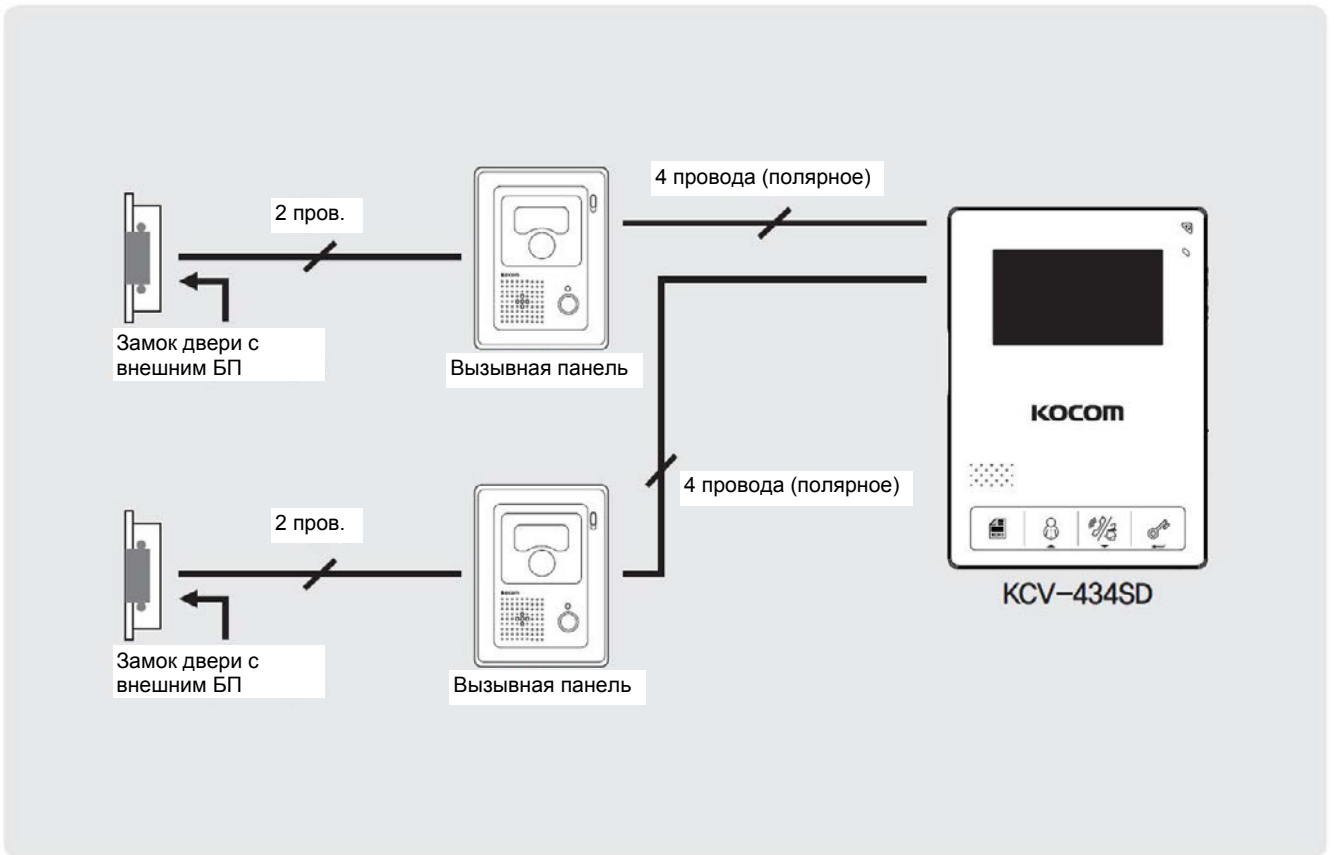 4 провода (полярное)
2 пров.
Замок двери с
внешним БП
Вызывная панель
KOCOM
4 провода (полярное)
2 пров.
Замок двери с
внешним БП
Вызывная панель
KCV-434SD